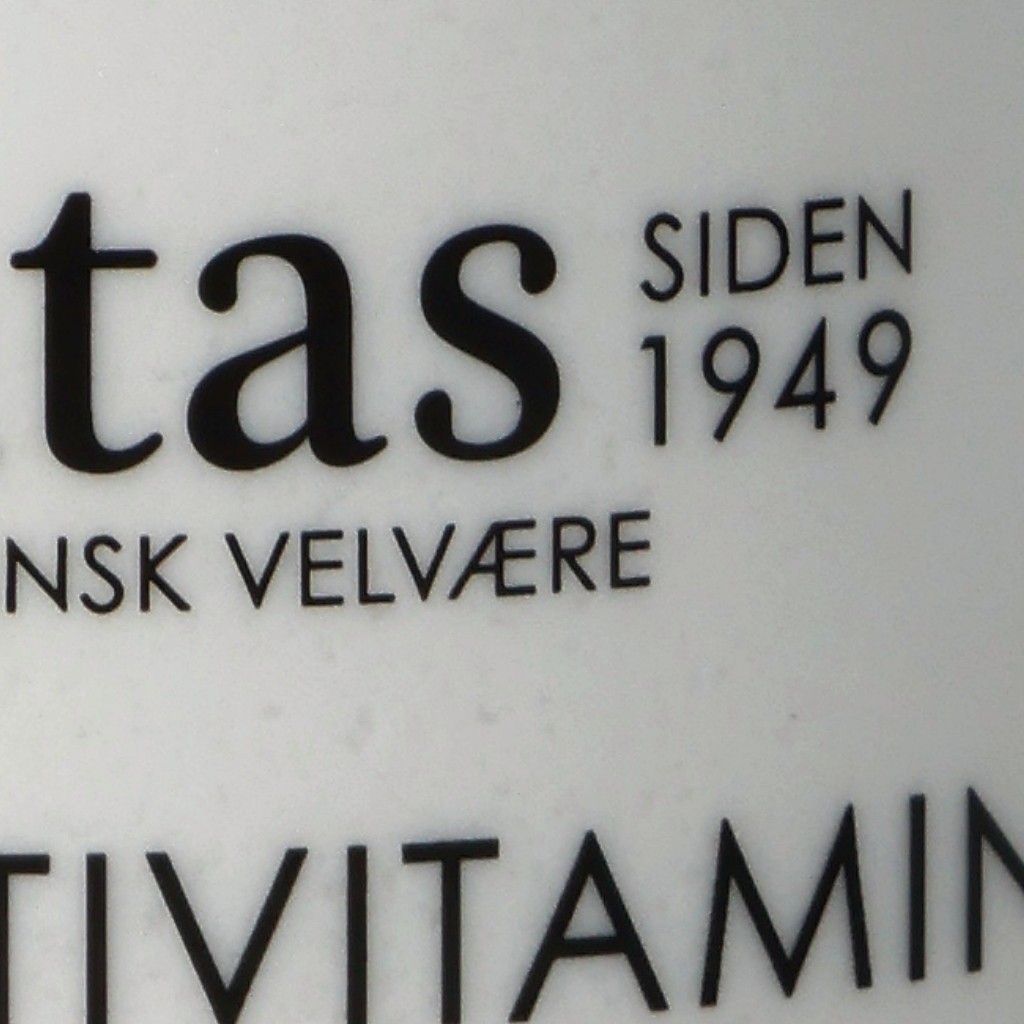 tas
SIDEN
1949
NSK VELVÆRE
TIVITAMIN